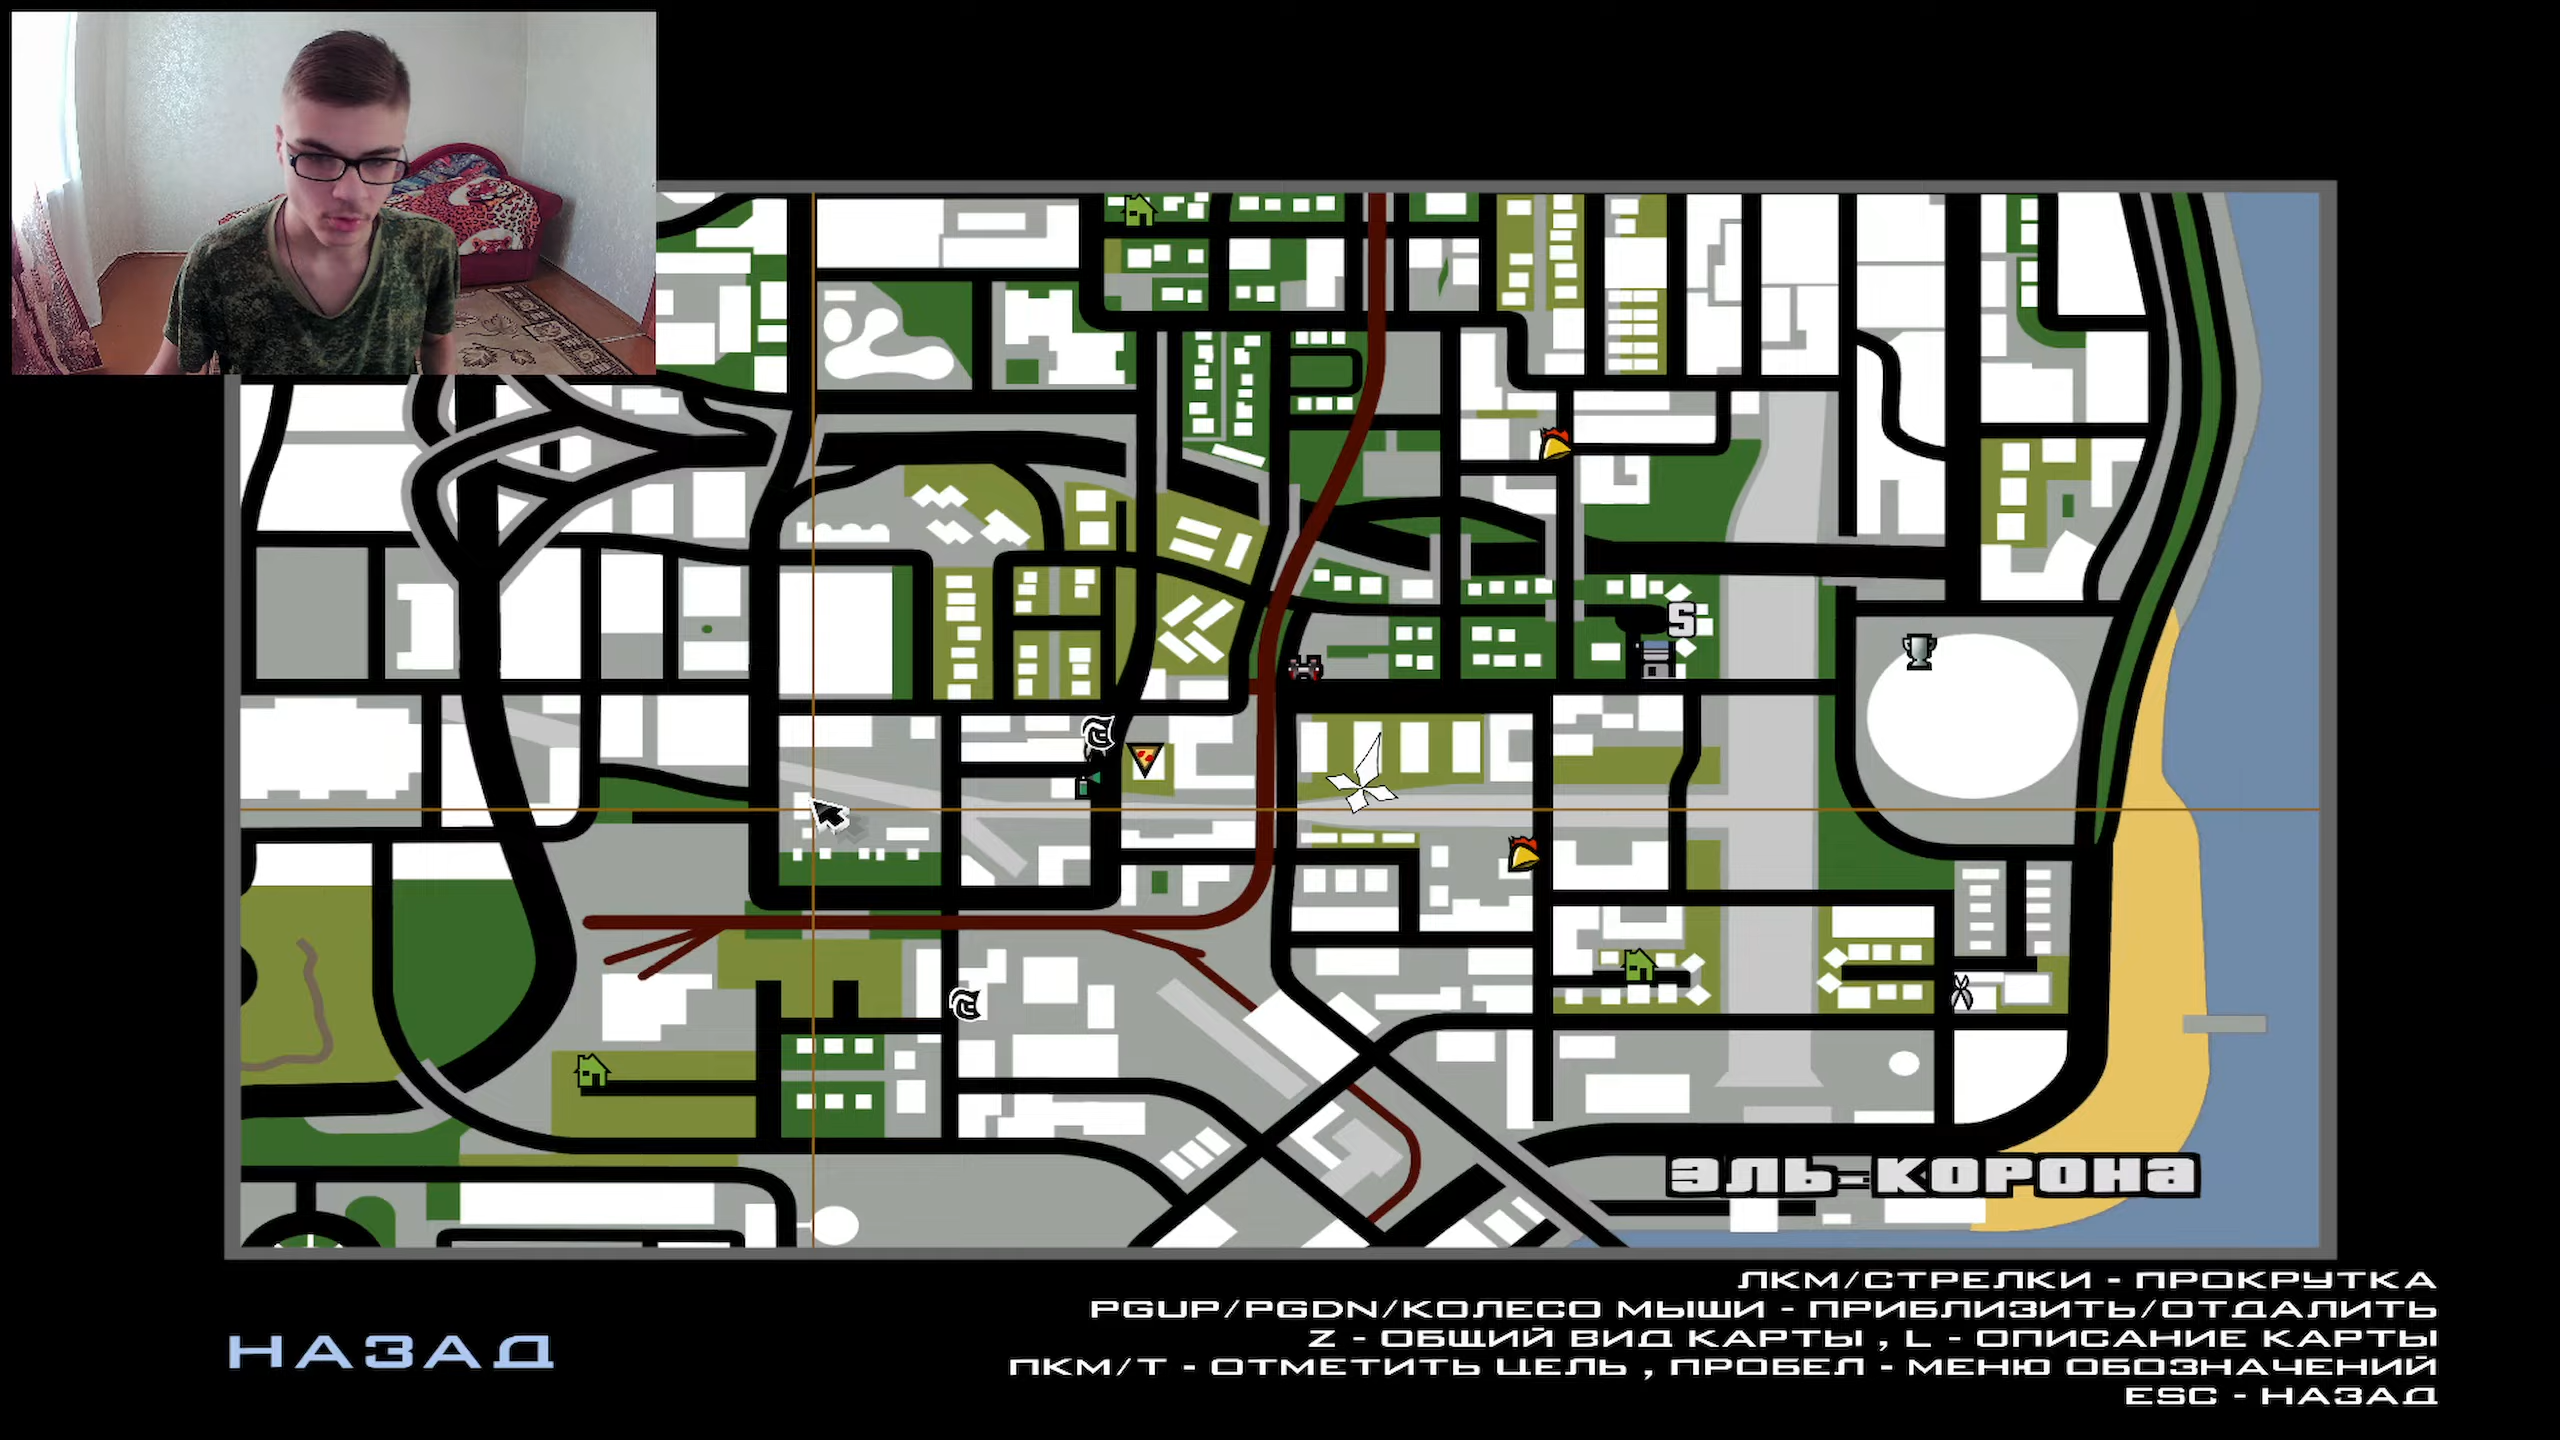 S
ЭЛЬ-КОРОНА
ЛКМ/СТРЕЛКИ - ПРОКРУТКА
PGUP/PGDN/КОЛЕСО МЫШИ - ПРИБЛИЗИТЬ/ОТДАЛИТЬ
Z - ОБЩИЙ ВИД КАРТЫ , L - ОПИСАНИЕ КАРТЫ
ПКМ/Т - ОТМЕТИТЬ ЦЕЛЬ , ПРОБЕЛ - МЕНЮ ОБОЗНАЧЕНИЙ
ESC - НАЗАД
НАЗАД